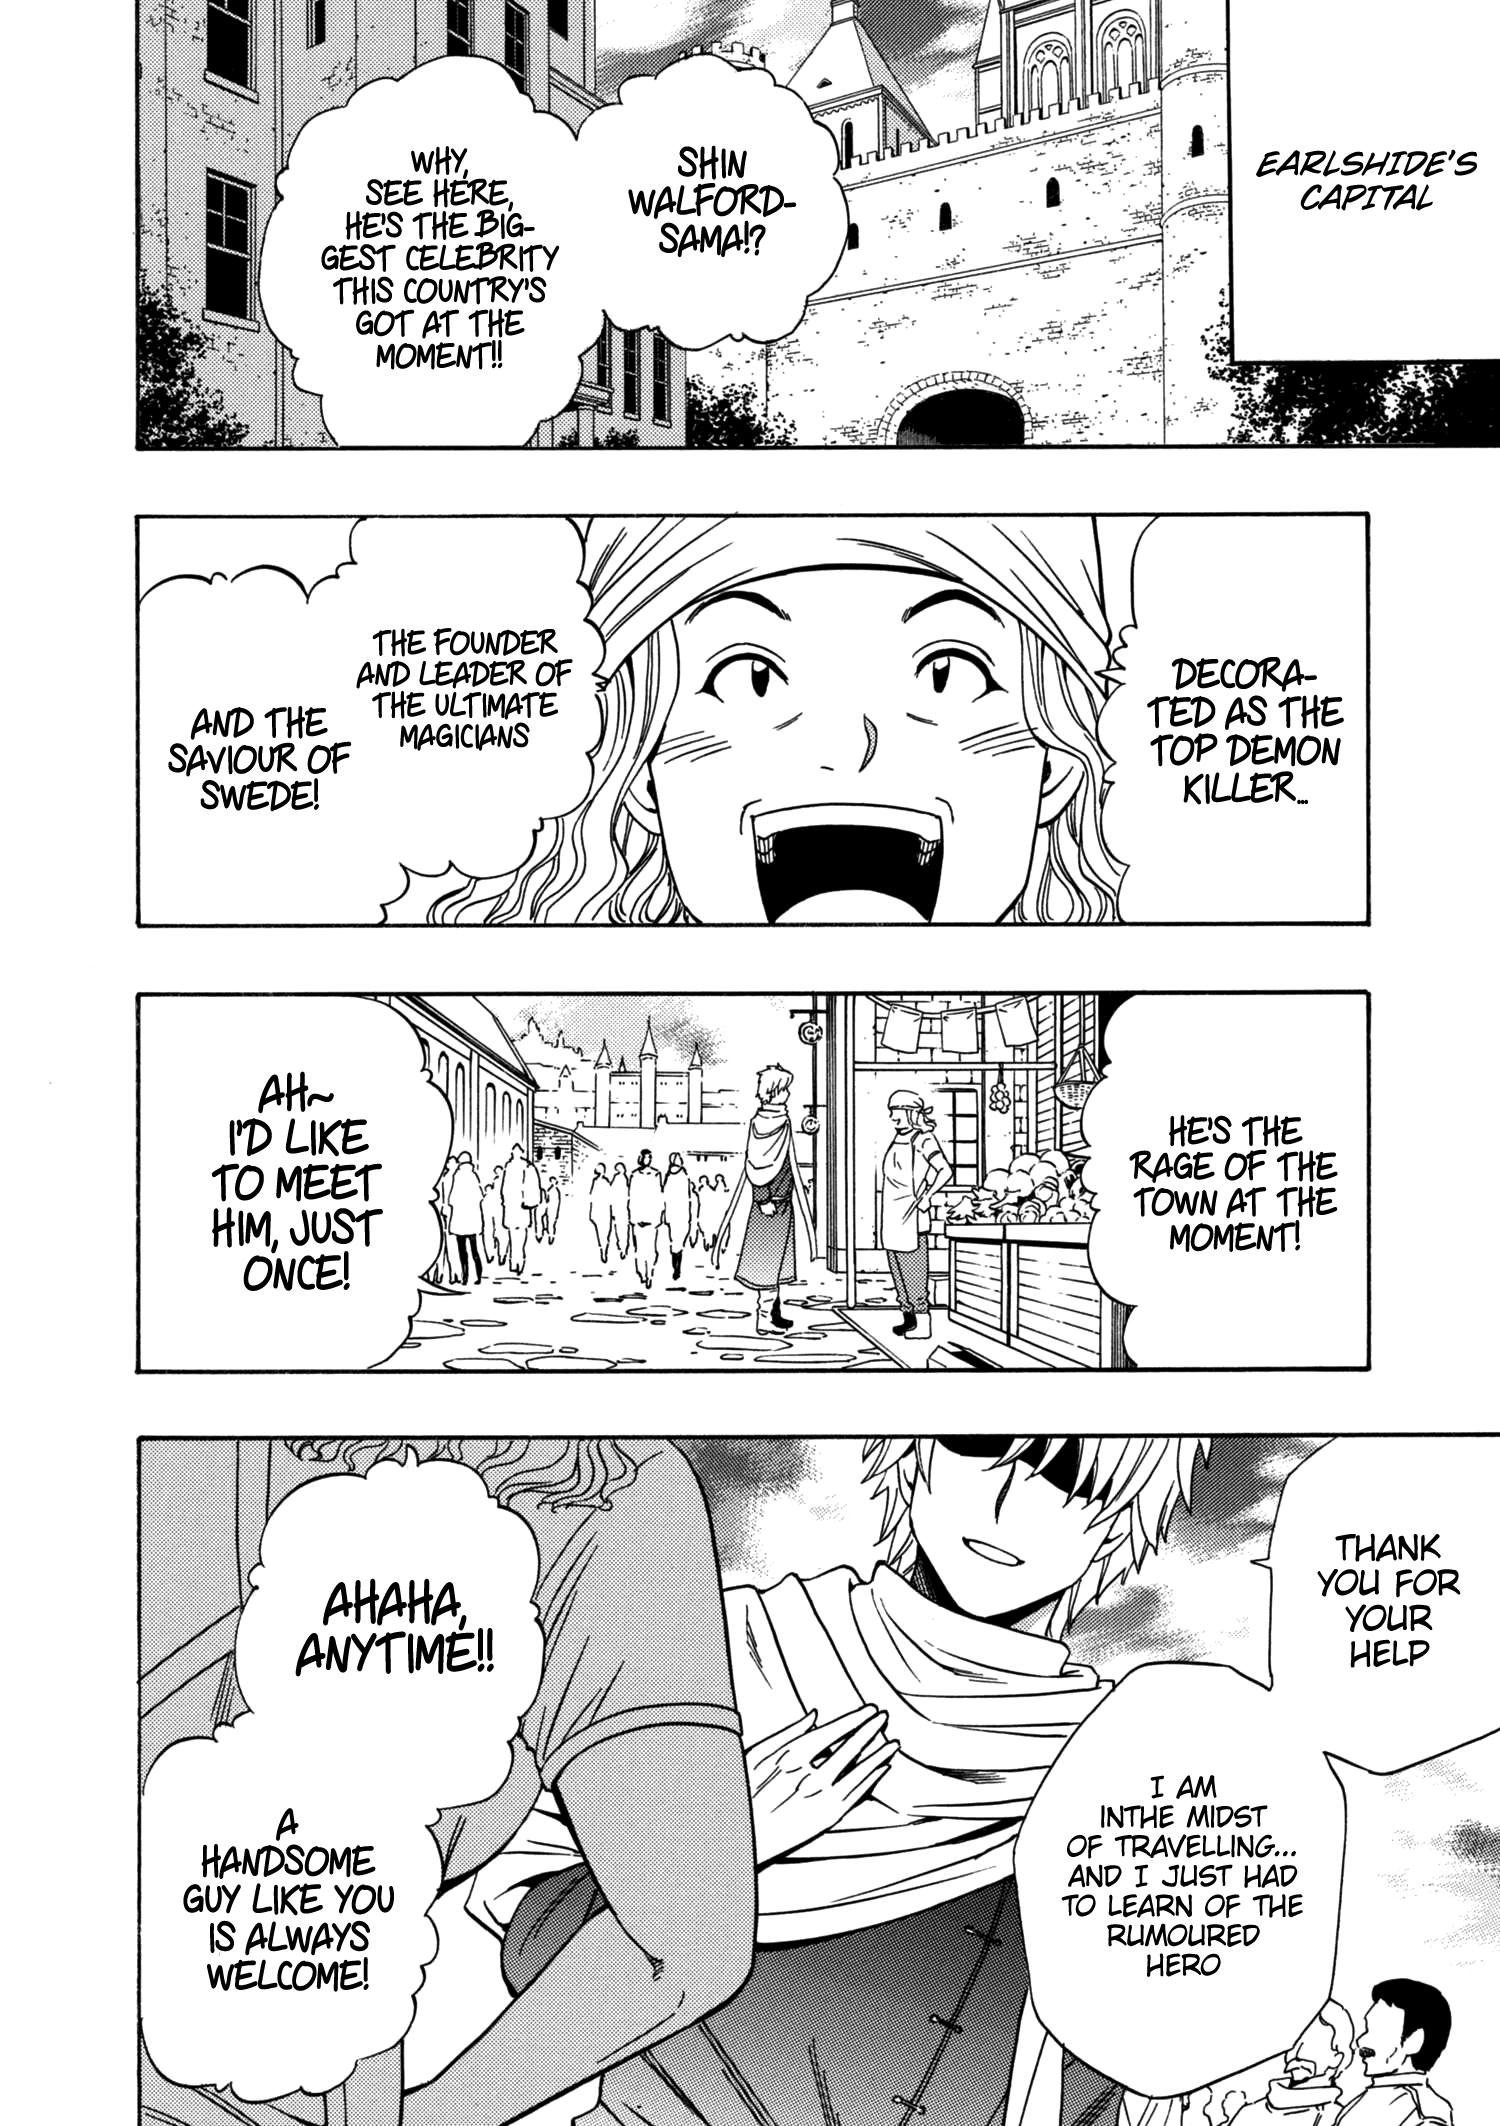 EARLSHIDE'S
CAPITAL
SHIN
WALFORD-
SAMA!?
WHY,
SEE HERE,
HE'S THE BIG-
GEST CELEBRITY
THIS COUNTRY'S
GOT AT THE
MOMENT!!
DECORA-
TED AS THE
TOP DEMON
KILLER...
THE FOUNDER
AND LEADER OF
THE ULTIMATE
MAGICIANS
AND THE
SAVIOUR OF
SWEDE!
HE'S THE
RAGE OF THE
TOWN AT THE
MOMENT!
AH~
I'D LIKE
TO MEET
HIM, JUST
ONCE!
THANK
YOU FOR
YOUR
HELP
I AM
INTHE MIDST
OF TRAVELLING...
AND I JUST HAD
TO LEARN OF THE
RUMOURED
HERO
AHAHA,
ANYTIME!!
A
HANDSOME
GUY LIKE YOU
IS ALWAYS
WELCOME!